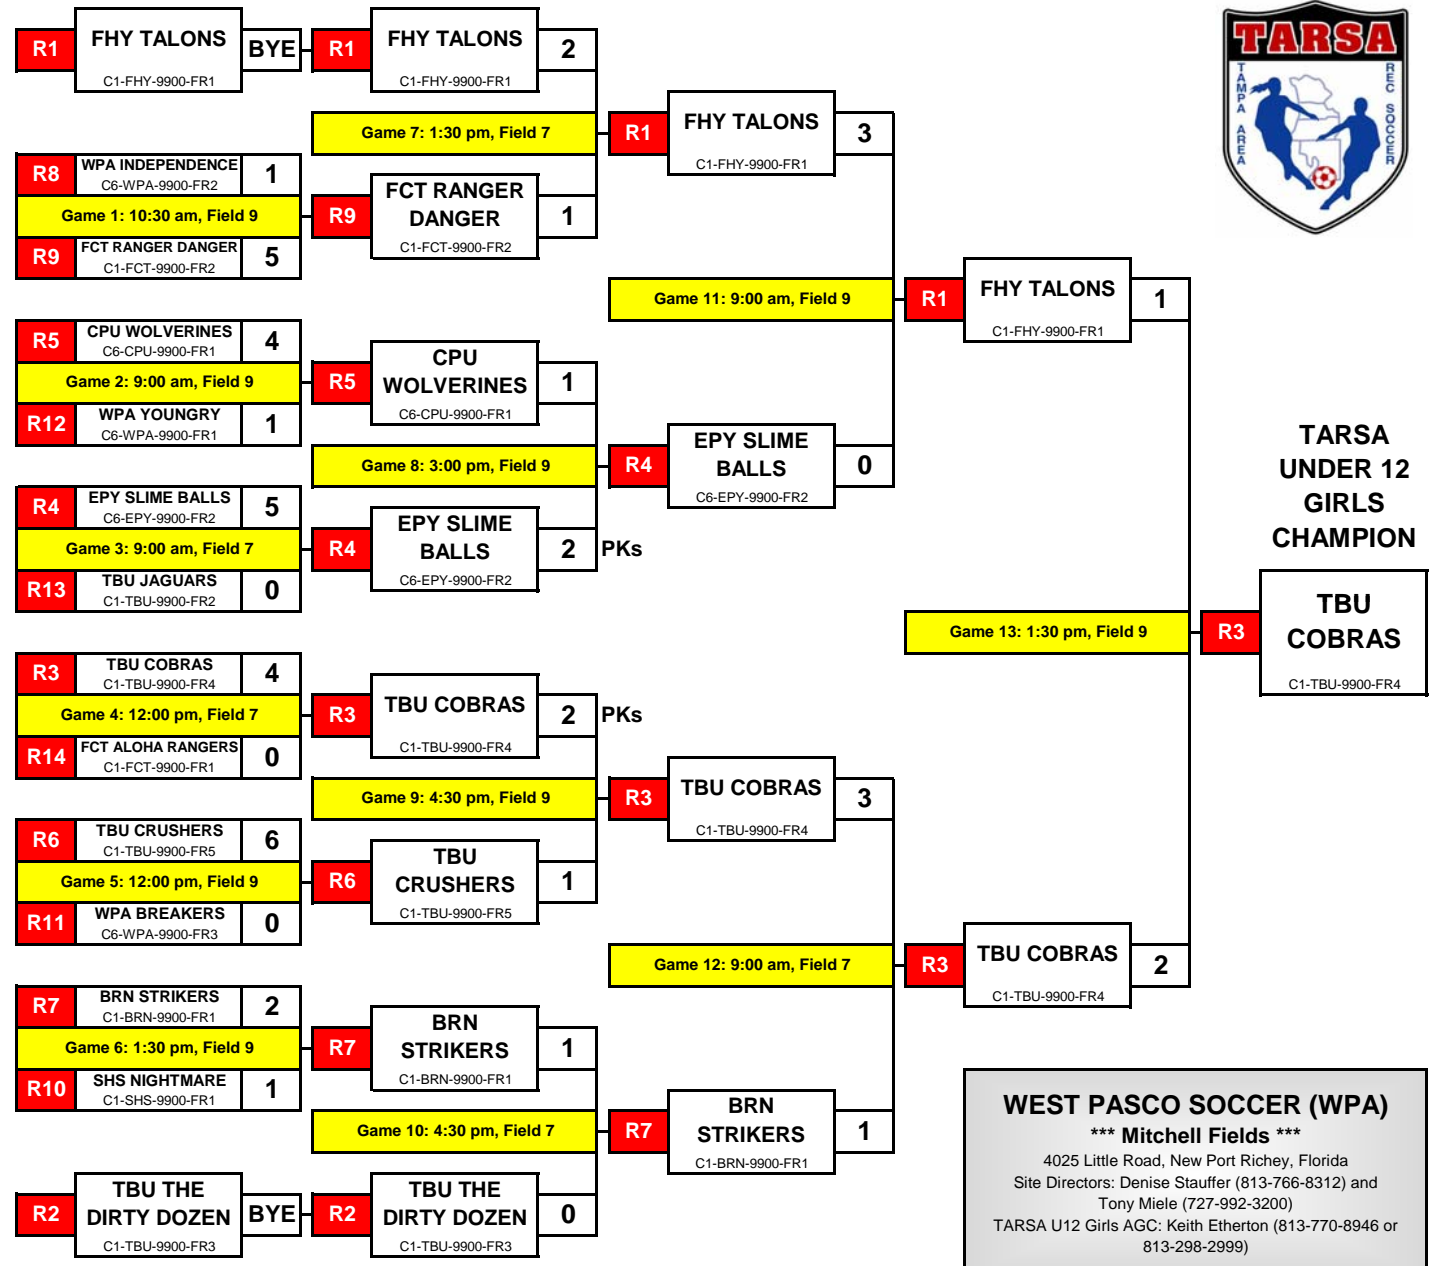 R1
FHY TALONS
C1-FHY-9900-FR1
BYE
R8
WPA INDEPENDENCE
C6-WPA-9900-FR2
1
Game 1: 10:30 am, Field 9
R9
FCT RANGER DANGER
C1-FCT-9900-FR2
5
R5
CPU WOLVERINES
C6-CPU-9900-FR1
4
Game 2: 9:00 am, Field 9
R12
WPA YOUNGRY
C6-WPA-9900-FR1
1
R4
EPY SLIME BALLS
C6-EPY-9900-FR2
5
Game 3: 9:00 am, Field 7
R13
TBU JAGUARS
C1-TBU-9900-FR2
0
R3
TBU COBRAS
C1-TBU-9900-FR4
4
Game 4: 12:00 pm, Field 7
R14
FCT ALOHA RANGERS
C1-FCT-9900-FR1
0
R6
TBU CRUSHERS
C1-TBU-9900-FR5
6
Game 5: 12:00 pm, Field 9
R11
WPA BREAKERS
C6-WPA-9900-FR3
0
R7
BRN STRIKERS
C1-BRN-9900-FR1
2
Game 6: 1:30 pm, Field 9
R10
SHS NIGHTMARE
C1-SHS-9900-FR1
1
R2
TBU THE
DIRTY DOZEN
C1-TBU-9900-FR3
BYE
R1
FHY TALONS
C1-FHY-9900-FR1
2
Game 7: 1:30 pm, Field 7
R9
FCT RANGER
DANGER
C1-FCT-9900-FR2
1
R5
CPU
WOLVERINES
C6-CPU-9900-FR1
1
Game 8: 3:00 pm, Field 9
R4
EPY SLIME
BALLS
C6-EPY-9900-FR2
2
PKs
R3
TBU COBRAS
C1-TBU-9900-FR4
2
PKs
Game 9: 4:30 pm, Field 9
R6
TBU
CRUSHERS
C1-TBU-9900-FR5
1
R7
BRN
STRIKERS
C1-BRN-9900-FR1
1
Game 10: 4:30 pm, Field 7
R2
TBU THE
DIRTY DOZEN
C1-TBU-9900-FR3
0
R1
FHY TALONS
C1-FHY-9900-FR1
3
Game 11: 9:00 am, Field 9
R4
EPY SLIME
BALLS
C6-EPY-9900-FR2
0
R3
TBU COBRAS
C1-TBU-9900-FR4
3
Game 12: 9:00 am, Field 7
R7
BRN
STRIKERS
C1-BRN-9900-FR1
1
R1
FHY TALONS
C1-FHY-9900-FR1
1
Game 13: 1:30 pm, Field 9
R3
TBU COBRAS
C1-TBU-9900-FR4
2
TARSA
TAMPA AREA
REC SOCCER
TARSA
UNDER 12
GIRLS
CHAMPION
R3
TBU
COBRAS
C1-TBU-9900-FR4
WEST PASCO SOCCER (WPA)
*** Mitchell Fields ***
4025 Little Road, New Port Richey, Florida
Site Directors: Denise Stauffer (813-766-8312) and
Tony Miele (727-992-3200)
TARSA U12 Girls AGC: Keith Etherton (813-770-8946 or
813-298-2999)